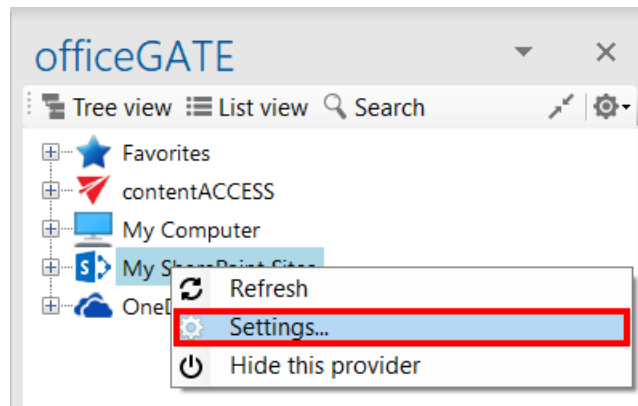 officeGATE
Tree view List view Search
Favorites
contentACCESS
My Computer
My SharePoint Sites
Refresh
Settings...
Hide this provider